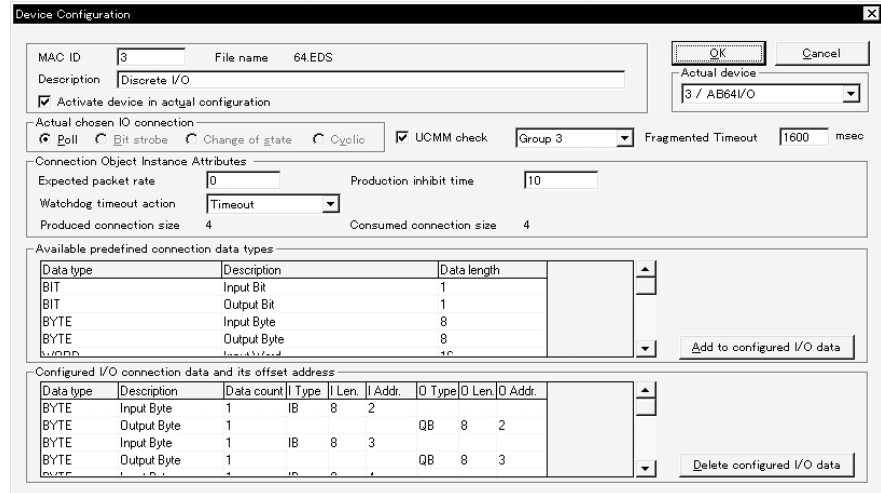 Device Configuration
MAC ID 3 File name 64.EDS
OK Cancel
Description Discrete I/O
Actual device
3 / AB64I/O
Activate device in actual configuration
Actual chosen IO connection
Poll Bit strobe Change of state Cyclic UCMM check Group 3 Fragmented Timeout 1600 msec
Connection Object Instance Attributes
Expected packet rate 0 Production inhibit time 10
Watchdog timeout action Timeout
Produced connection size 4 Consumed connection size 4
Available predefined connection data types
Data type Description Data length
BIT Input Bit 1
BIT Output Bit 1
BYTE Input Byte 8
BYTE Output Byte 8
Add to configured I/O data
Configured I/O connection data and its offset address
Data type Description Data count I Type I Len. I Addr. O Type O Len. O Addr.
BYTE Input Byte 1 IB 8 2
BYTE Output Byte 1 QB 8 2
BYTE Input Byte 1 IB 8 3
BYTE Output Byte 1 QB 8 3
Delete configured I/O data